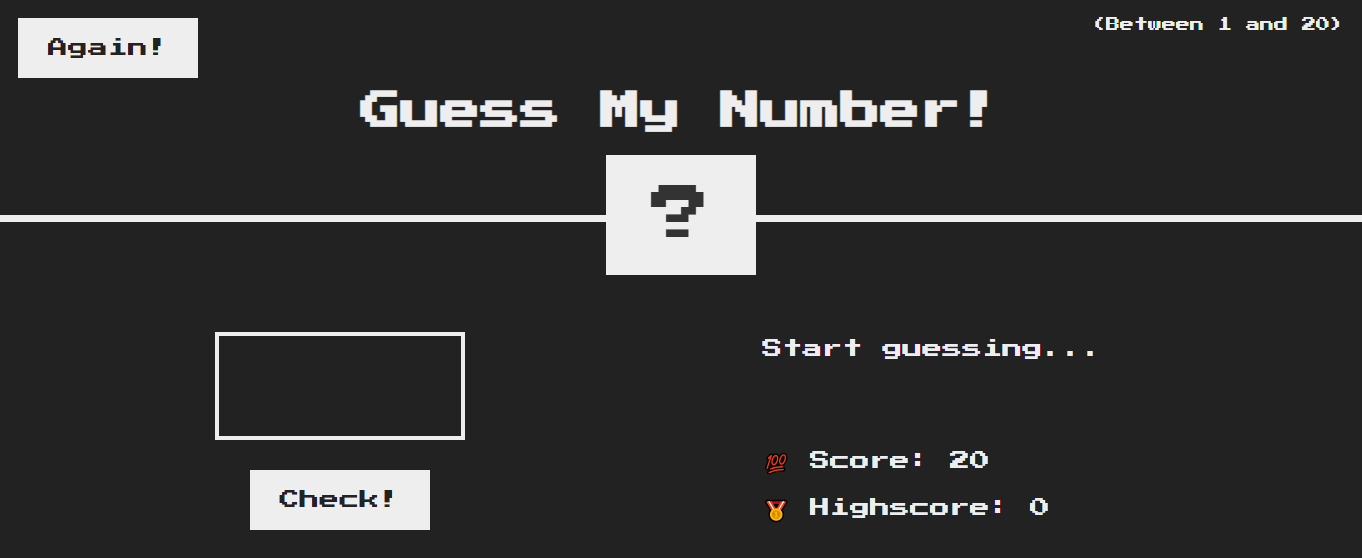 Again!
(Between 1 and 20)
Guess My Number!
?
Start guessing...
💯 Score: 20
Check!
🥇 Highscore: 0